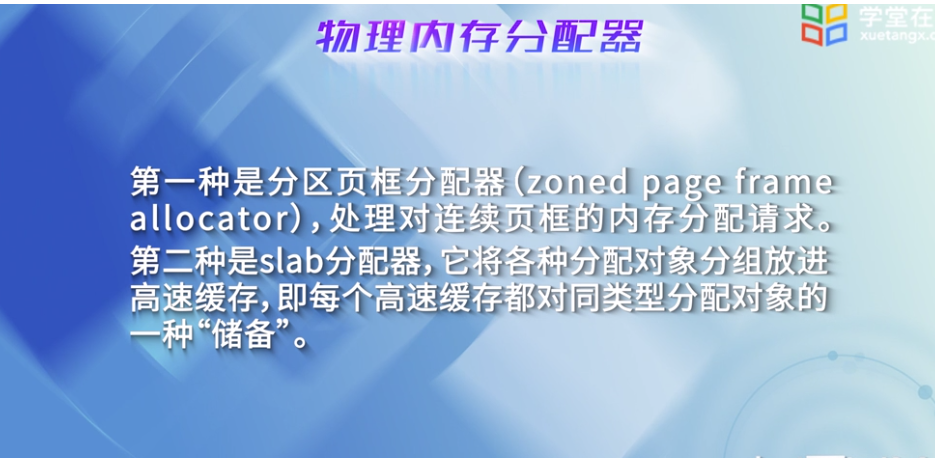 物理内存分配器
学堂在
xuetangx.c
第一种是分区页框分配器(zoned page frame
allocator),处理对连续页框的内存分配请求。
第二种是slab分配器,它将各种分配对象分组放进
高速缓存,即每个高速缓存都对同类型分配对象的
一种“储备”。